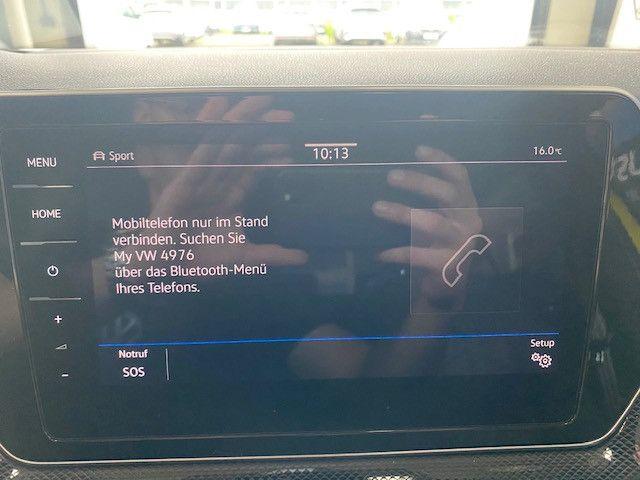 MENU
Sport
10:13
16.0°C
HOME
Mobiltelefon nur im Stand
verbinden. Suchen Sie
My VW 4976
über das Bluetooth-Menü
Ihres Telefons.
+
-
Notruf
SOS
Setup